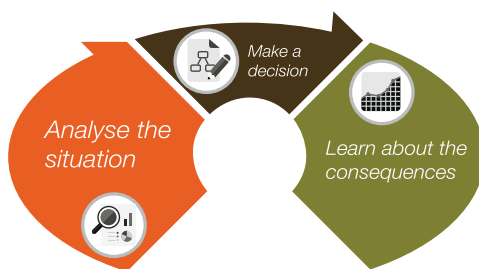 Analyse the
situation
Make a
decision
Learn about the
consequences